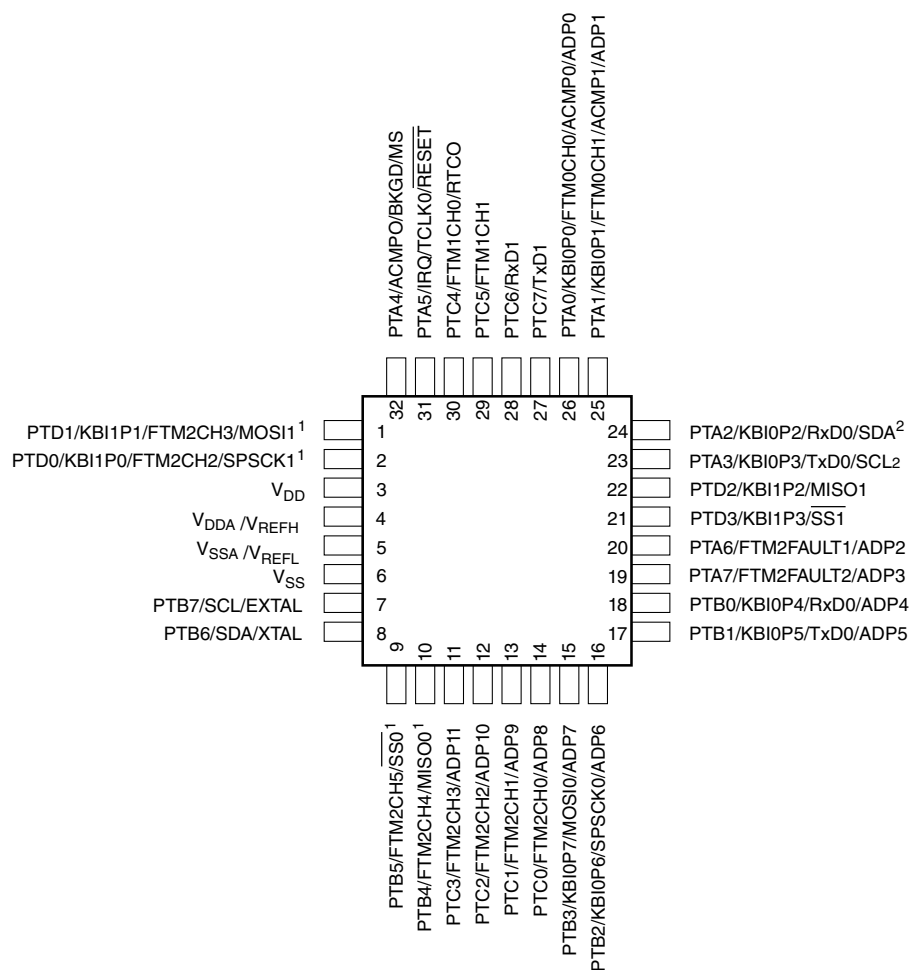 PTA4/ACMPO/BKGD/MS
PTA5/IRQ/TCLK0/RESET
PTC4/FTM1CH0/RTCO
PTC5/FTM1CH1
PTC6/RxD1
PTC7/TxD1
PTA0/KBI0P0/FTM0CH0/ACMP0/ADP0
PTA1/KBI0P1/FTM0CH1/ACMP1/ADP1
32 31 30 29 28 27 26 25
PTD1/KBI1P1/FTM2CH3/MOSI1¹ 1
PTD0/KBI1P0/FTM2CH2/SPSCK1¹ 2
VDD 3
VDDA /VREFH 4
VSSA /VREFL 5
VSS 6
PTB7/SCL/EXTAL 7
PTB6/SDA/XTAL 8
24 PTA2/KBI0P2/RxD0/SDA²
23 PTA3/KBI0P3/TxD0/SCL2
22 PTD2/KBI1P2/MISO1
21 PTD3/KBI1P3/SS1
20 PTA6/FTM2FAULT1/ADP2
19 PTA7/FTM2FAULT2/ADP3
18 PTB0/KBI0P4/RxD0/ADP4
17 PTB1/KBI0P5/TxD0/ADP5
9 10 11 12 13 14 15 16
PTB5/FTM2CH5/SS0¹
PTB4/FTM2CH4/MISO0¹
PTC3/FTM2CH3/ADP11
PTC2/FTM2CH2/ADP10
PTC1/FTM2CH1/ADP9
PTC0/FTM2CH0/ADP8
PTB3/KBI0P7/MOSI0/ADP7
PTB2/KBI0P6/SPSCK0/ADP6